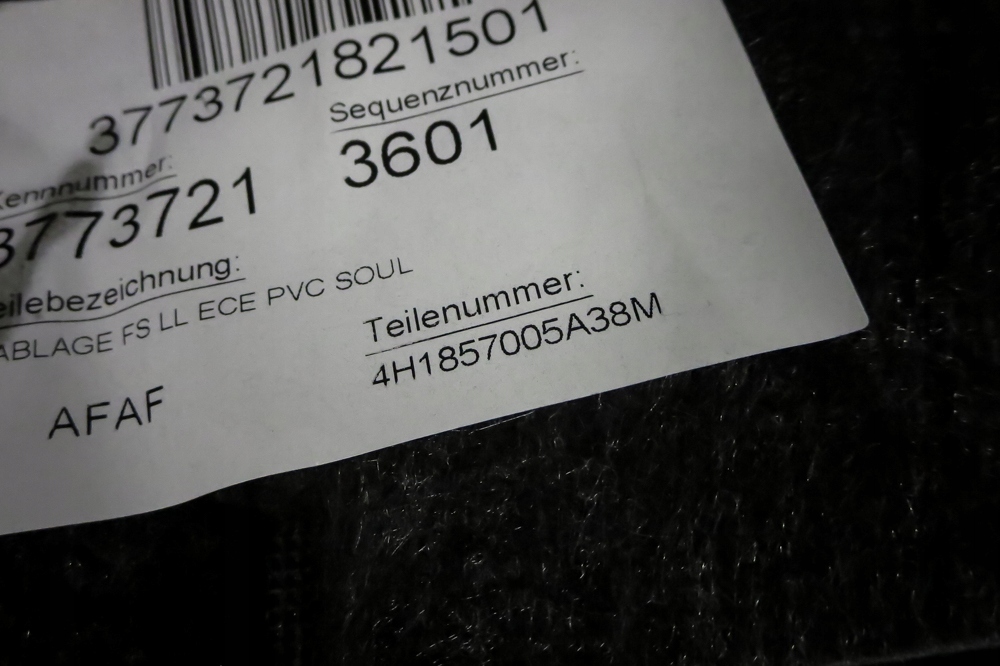 3773721821501
Kennnummer:
Sequenznummer:
3773721
3601
eilebezeichnung:
ABLAGE FS LL ECE PVC SOUL
Teilenummer:
4H1857005A38M
AFAF